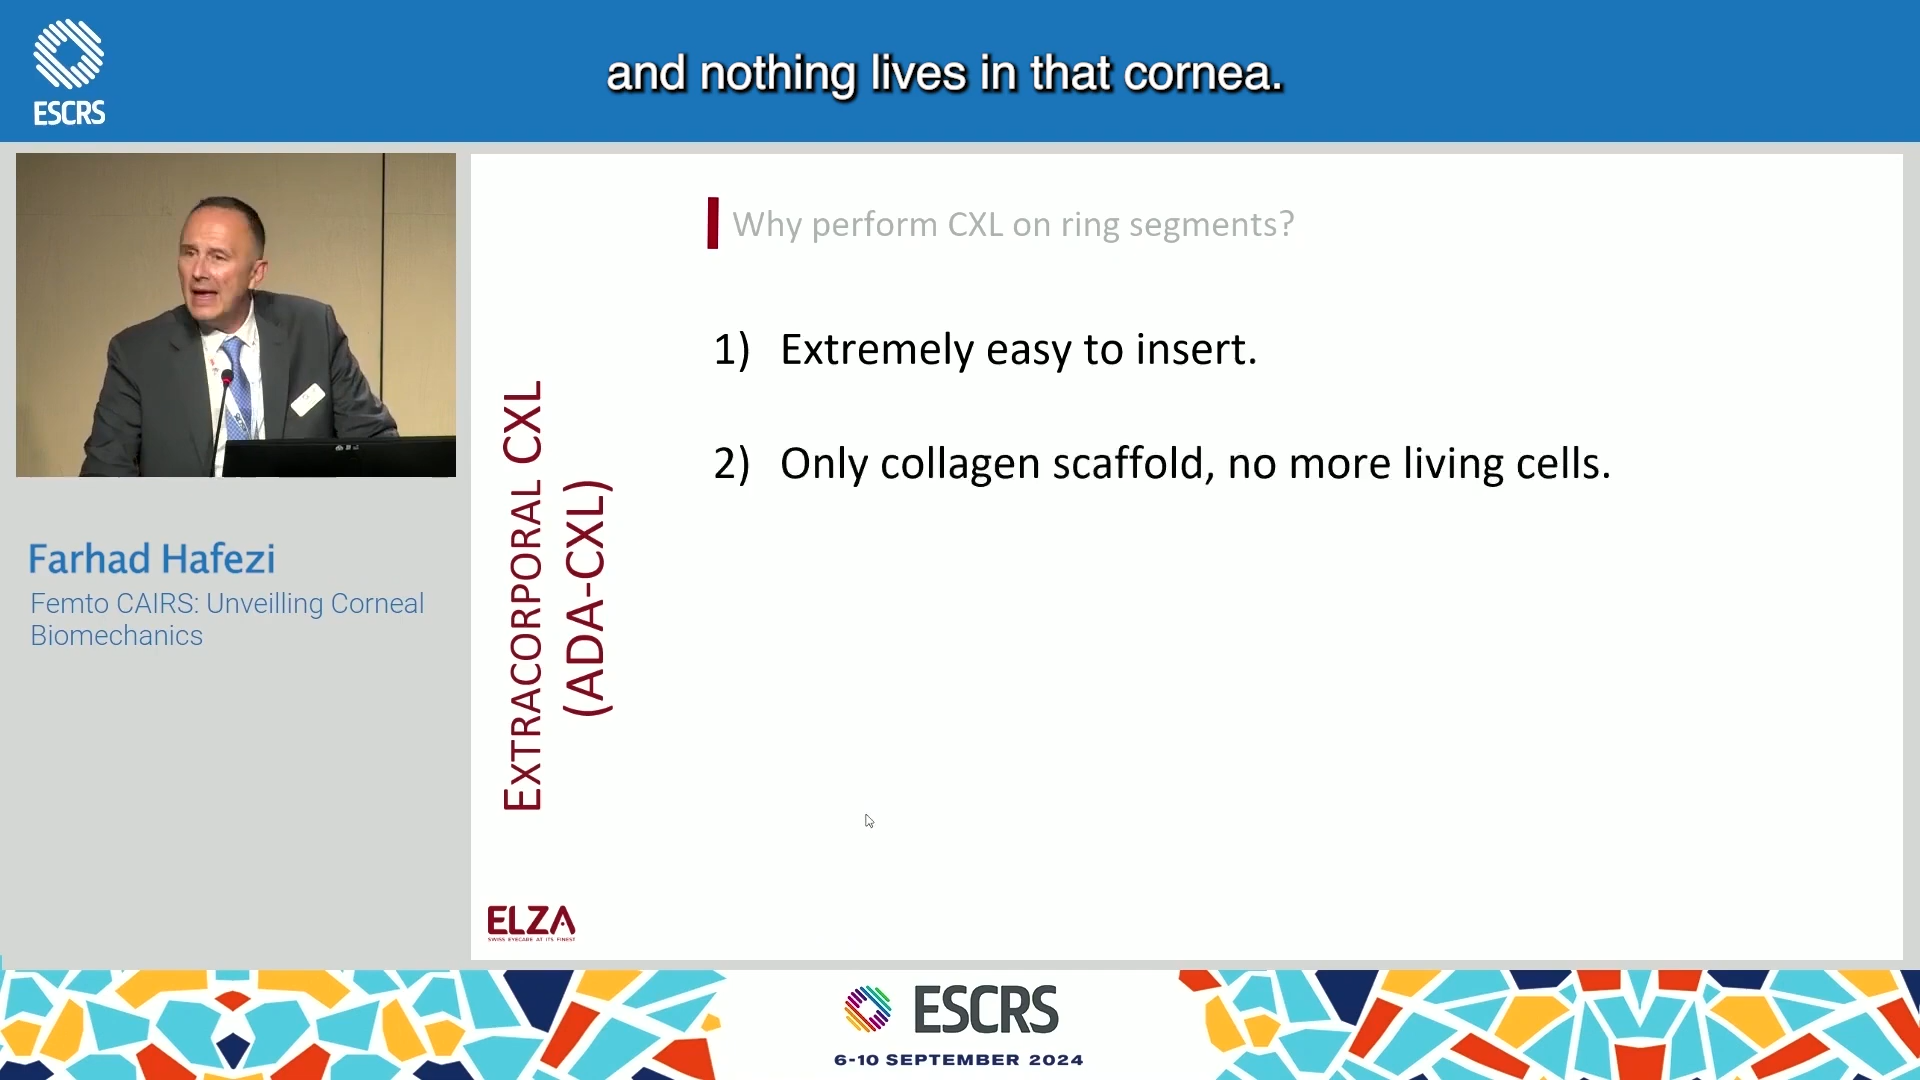 and nothing lives in that cornea.
ESCRS
Why perform CXL on ring segments?
1) Extremely easy to insert.
2) Only collagen scaffold, no more living cells.
EXTRACORPORAL CXL
(ADA-CXL)
Farhad Hafezi
Femto CAIRS: Unveilling Corneal
Biomechanics
ELZA
SWISS EYECARE AT ITS FINEST
ESCRS
6-10 SEPTEMBER 2024